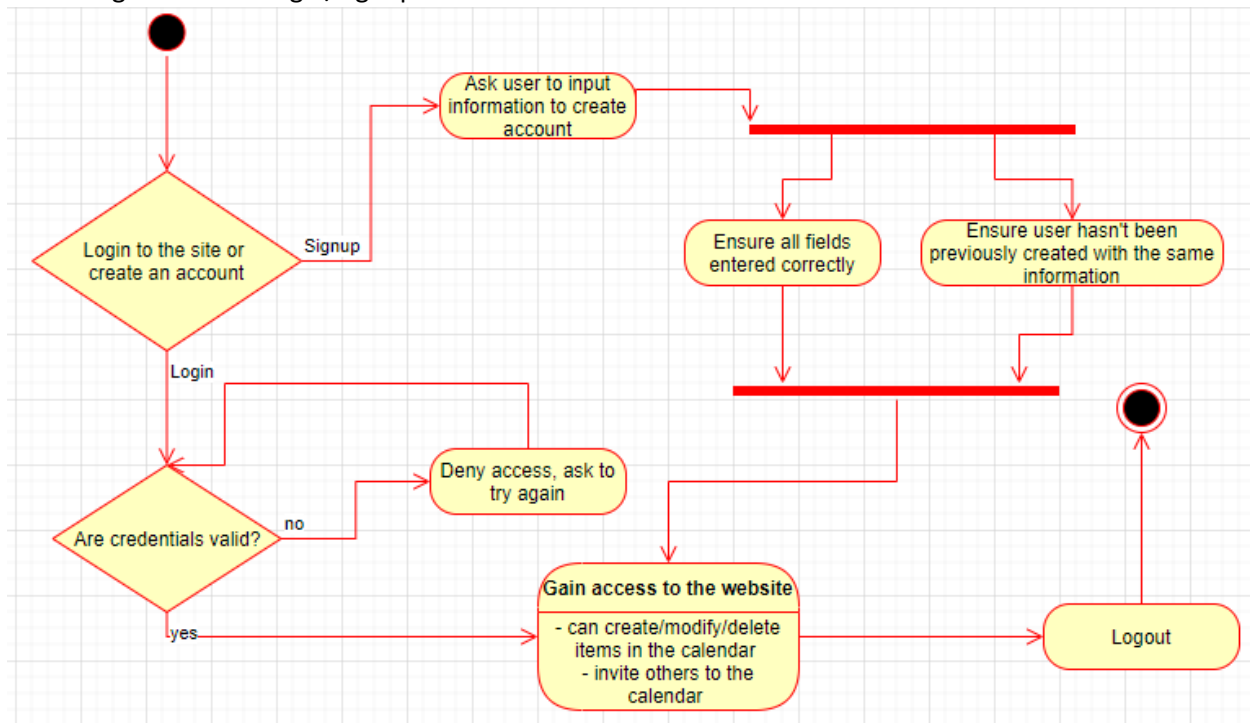 Ask user to input
information to create
account
Login to the site or
create an account
Signup
Ensure all fields
entered correctly
Ensure user hasn't been
previously created with the same
information
Login
Deny access, ask to
try again
Are credentials valid?
no
yes
Gain access to the website
- can create/modify/delete
items in the calendar
- invite others to the
calendar
Logout